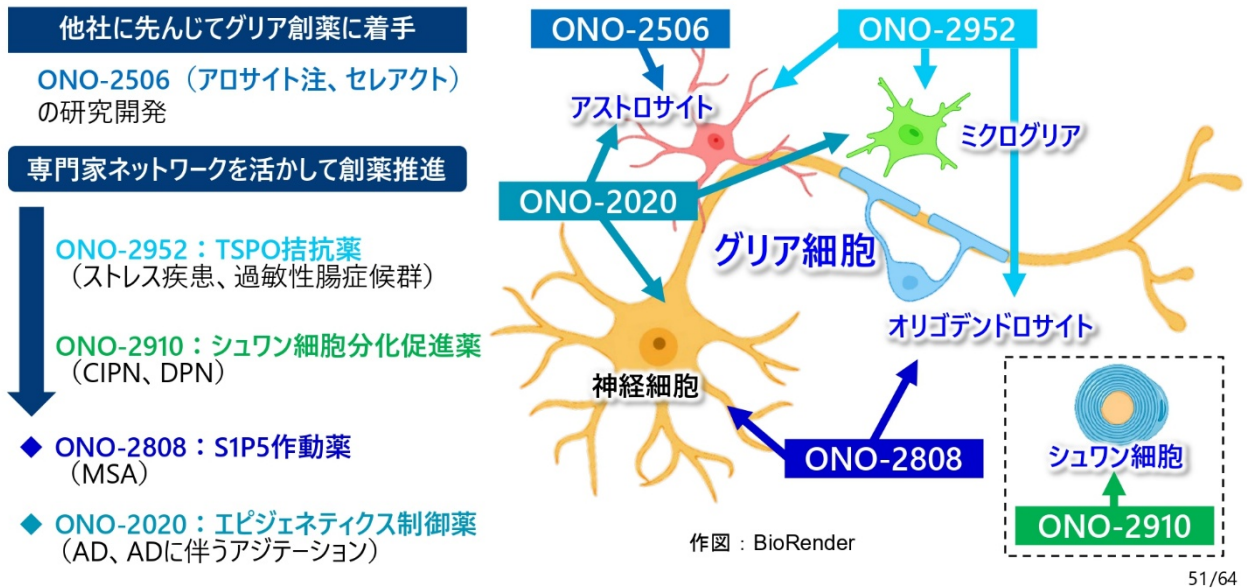 他社に先んじてグリア創薬に着手
ONO-2506（アロサイト注、セレアクト）
の研究開発
専門家ネットワークを活かして創薬推進
ONO-2952：TSPO拮抗薬
（ストレス疾患、過敏性腸症候群）
ONO-2910：シュワン細胞分化促進薬
（CIPN、DPN）
◆ ONO-2808：S1P5作動薬
（MSA）
◆ ONO-2020：エピジェネティクス制御薬
（AD、ADに伴うアジテーション）
ONO-2506
ONO-2952
アストロサイト
ミクログリア
ONO-2020
グリア細胞
オリゴデンドロサイト
神経細胞
ONO-2808
シュワン細胞
ONO-2910
作図：BioRender
51/64